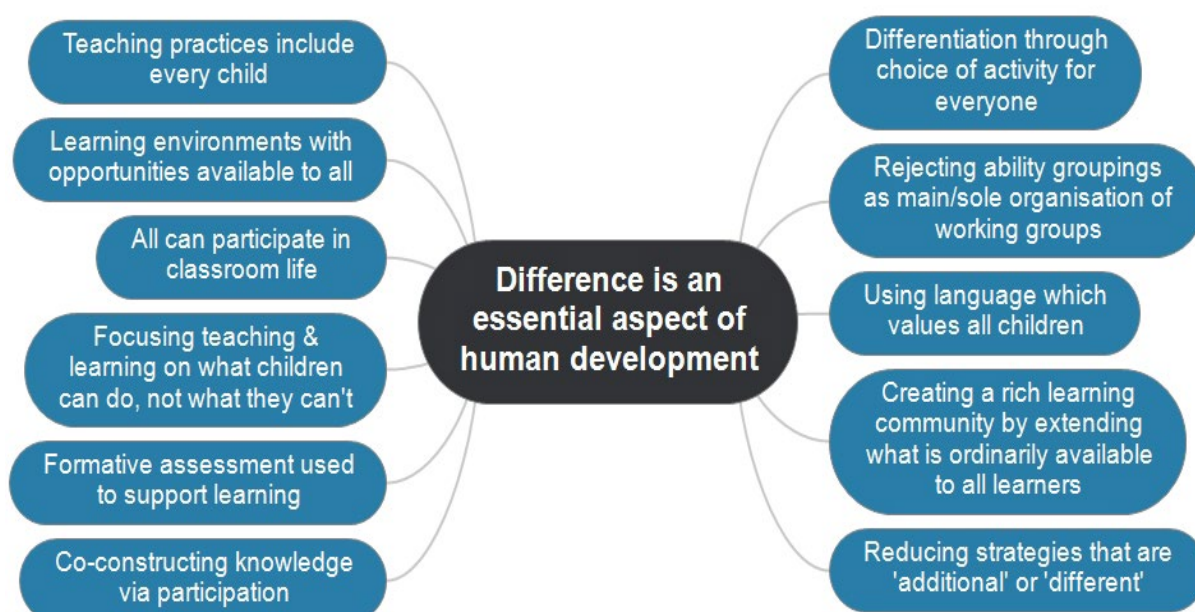 Teaching practices include
every child
Learning environments with
opportunities available to all
All can participate in
classroom life
Focusing teaching &
learning on what children
can do, not what they can't
Formative assessment used
to support learning
Co-constructing knowledge
via participation
Difference is an
essential aspect of
human development
Differentiation through
choice of activity for
everyone
Rejecting ability groupings
as main/sole organisation of
working groups
Using language which
values all children
Creating a rich learning
community by extending
what is ordinarily available
to all learners
Reducing strategies that are
'additional' or 'different'